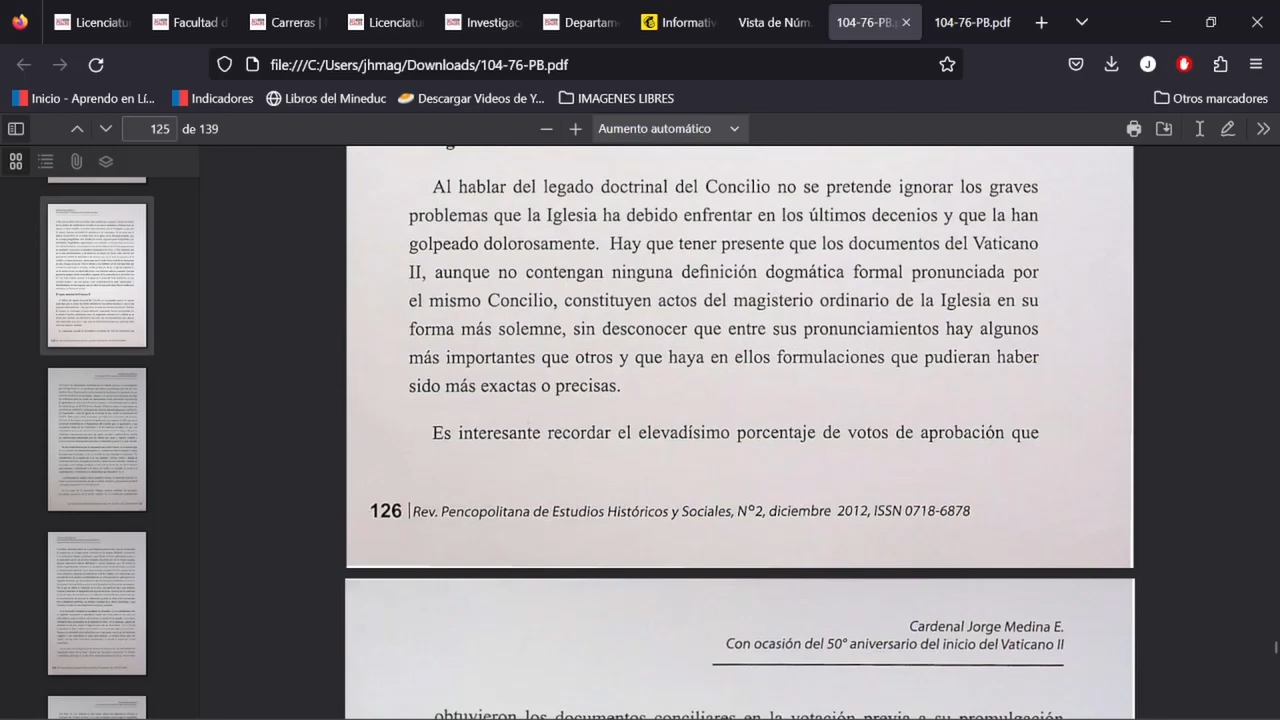 Licenciatu
Facultad d
Carreras |
Licenciatu
Investigac
Departam
Informativ
Vista de Núm
104-76-PB.p
104-76-PB.pdf
file:///C:/Users/jhmag/Downloads/104-76-PB.pdf
J
Inicio - Aprendo en Lí...
Indicadores
Libros del Mineduc
Descargar Videos de Y...
IMAGENES LIBRES
Otros marcadores
125
de 139
Aumento automático
Al hablar del legado doctrinal del Concilio no se pretende ignorar los graves
problemas que la Iglesia ha debido enfrentar en los últimos decenios y que la han
golpeado dolorosamente. Hay que tener presente que los documentos del Vaticano
II, aunque no contengan ninguna definición dogmática formal pronunciada por
el mismo Concilio, constituyen actos del magisterio ordinario de la Iglesia en su
forma más solemne, sin desconocer que entre sus pronunciamientos hay algunos
más importantes que otros y que haya en ellos formulaciones que pudieran haber
sido más exactas o precisas.
Es interesante recordar el elevadísimo porcentaje de votos de aprobación que
126 | Rev. Pencopolitana de Estudios Históricos y Sociales, N°2, diciembre 2012, ISSN 0718-6878
Cardenal Jorge Medina E.
Con ocasión del 50° aniversario del inicio del Vaticano II
obtuvieron los documentos conciliares en la votación previa a su promulgación